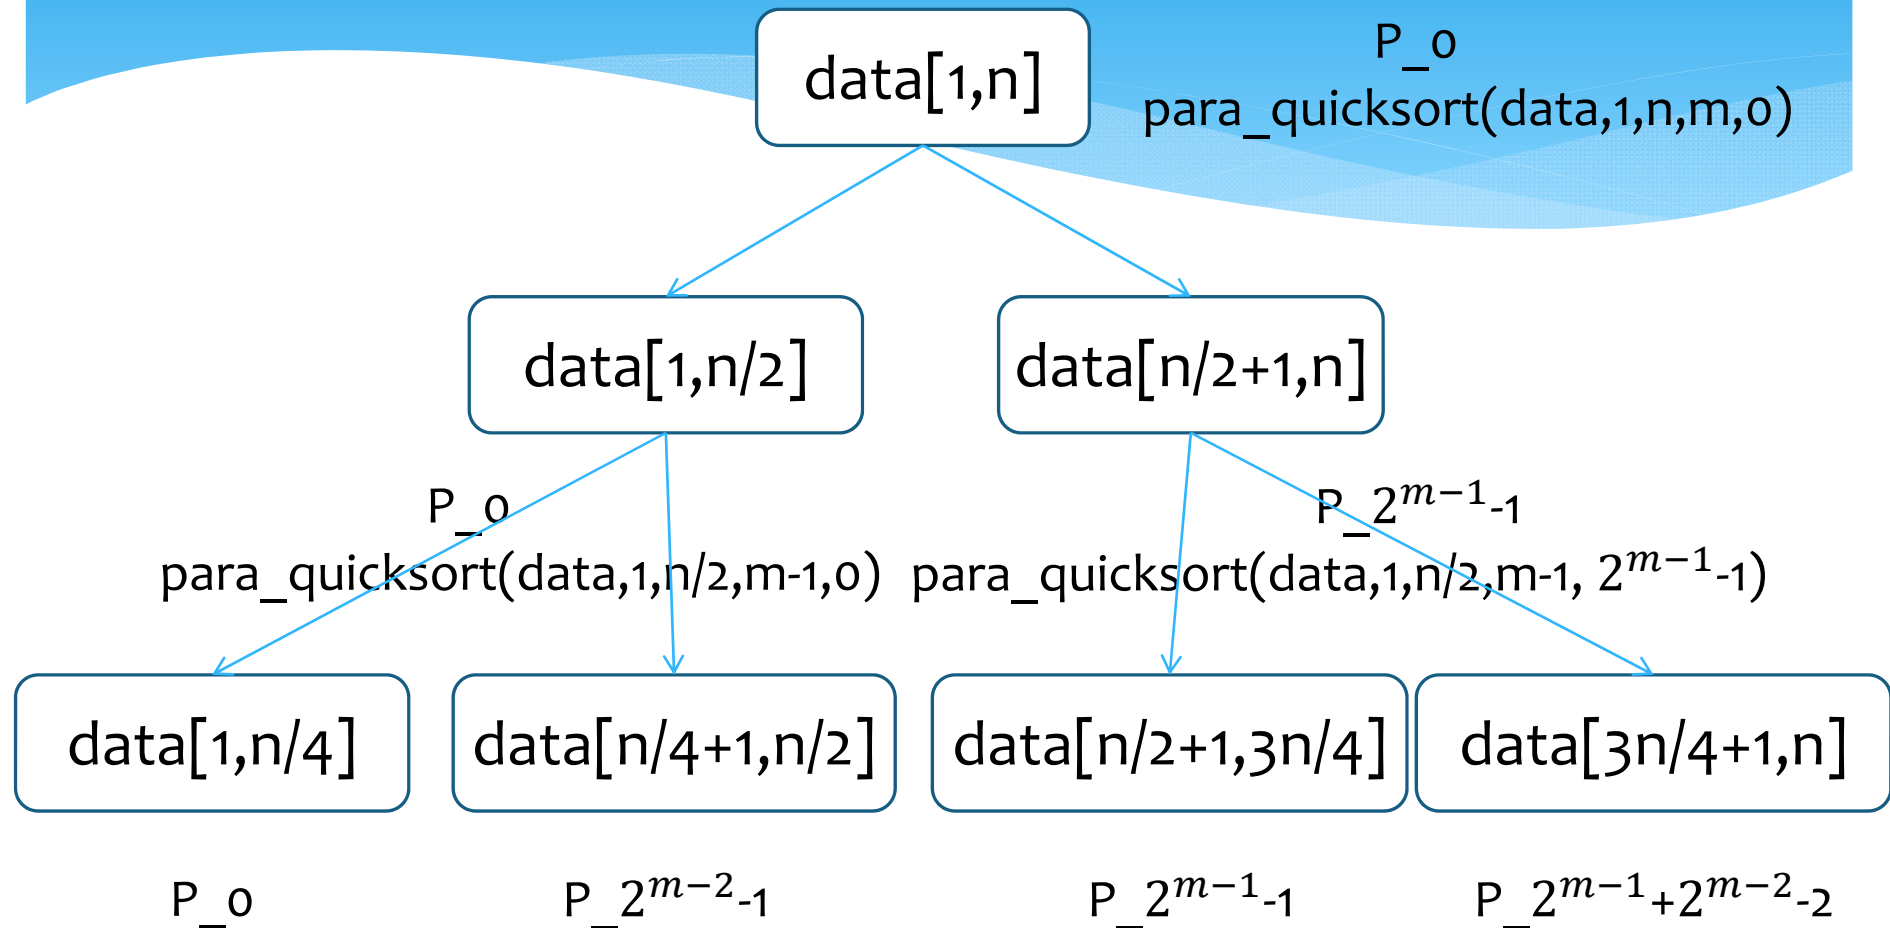 data[1,n]
P_0
para_quicksort(data,1,n,m,0)
data[1,n/2]
data[n/2+1,n]
P_0
P_2^{m−1}-1
para_quicksort(data,1,n/2,m-1,0)
para_quicksort(data,1,n/2,m-1, 2^{m−1}-1)
data[1,n/4]
data[n/4+1,n/2]
data[n/2+1,3n/4]
data[3n/4+1,n]
P_0
P_2^{m−2}-1
P_2^{m−1}-1
P_2^{m−1}+2^{m−2}-2